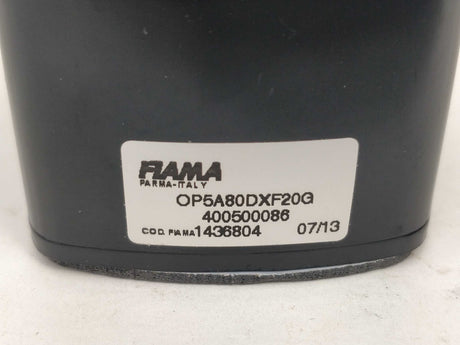 FIAMA
PARMA-ITALY
OP5A80DXF20G
400500086
COD. FIAMA 1436804 07/13